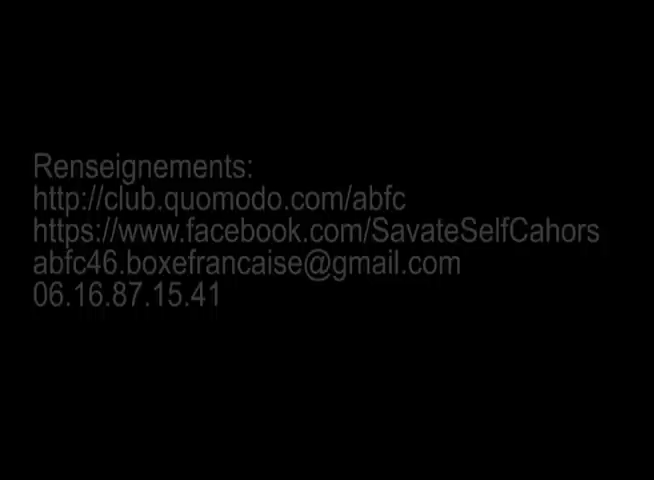 Renseignements:
http://club.quomodo.com/abfc
https://www.facebook.com/SavateSelfCahors
abfc46.boxefrancaise@gmail.com
06.16.87.15.41